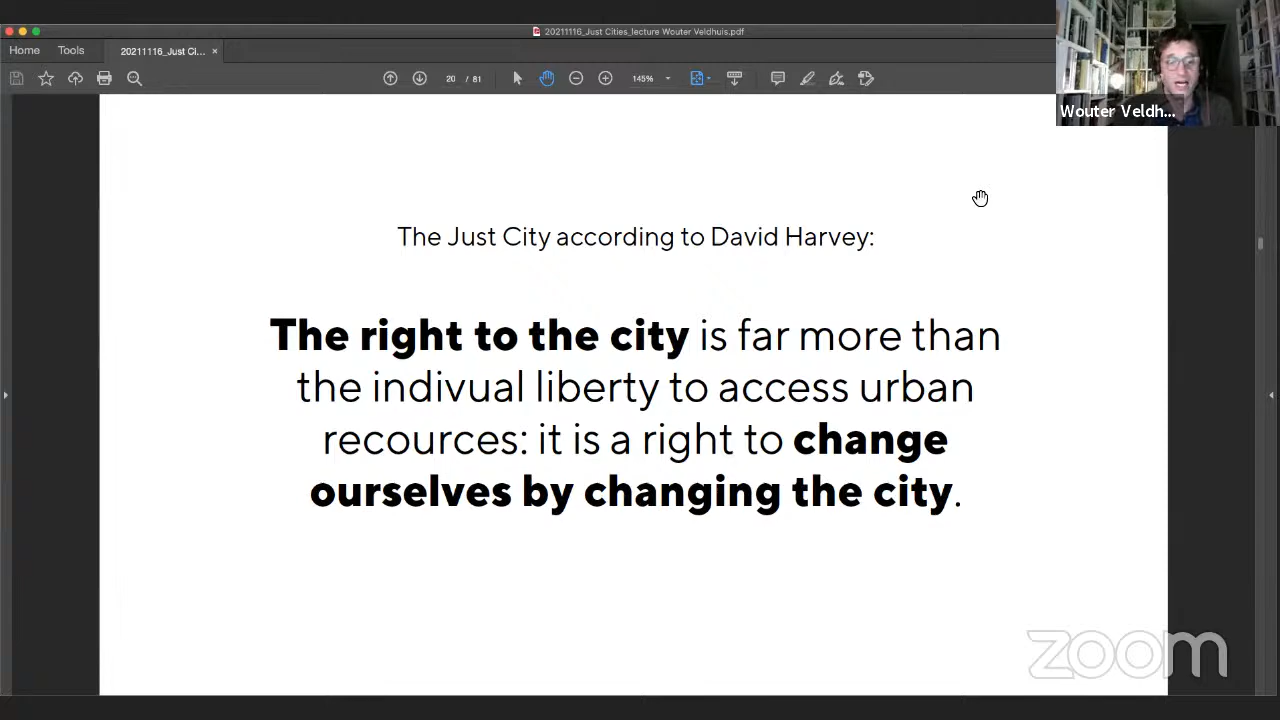 20211116_Just Cities_lecture Wouter Veldhuis.pdf
Home Tools 20211116_Just Ci... ×
20 / 81 145%
Wouter Veldh...
The Just City according to David Harvey:
The right to the city is far more than
the indivual liberty to access urban
recources: it is a right to change
ourselves by changing the city.
zoom